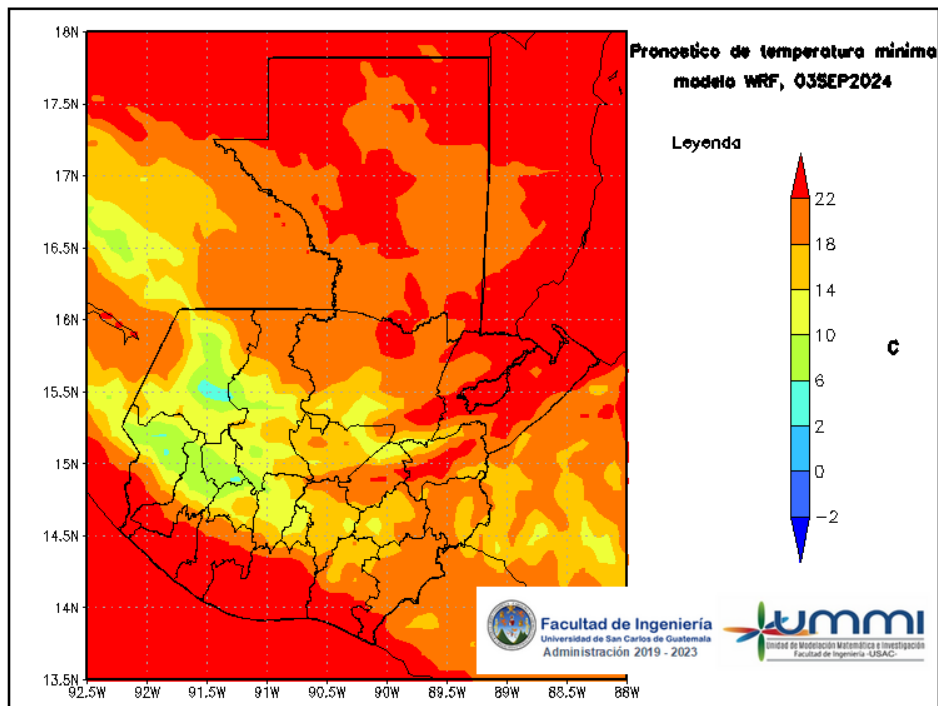 Pronostico de temperatura minima
modelo WRF, 03SEP2024
Leyenda
22
18
14
10
6
2
0
-2
C
18N
17.5N
17N
16.5N
16N
15.5N
15N
14.5N
14N
13.5N
92.5W 92W 91.5W 91W 90.5W 90W 89.5W 89W 88.5W 88W
Facultad de Ingeniería
Universidad de San Carlos de Guatemala
Administración 2019 - 2023
ummi
Unidad de Modelación Matemática e Investigación
Facultad de Ingeniería -USAC-